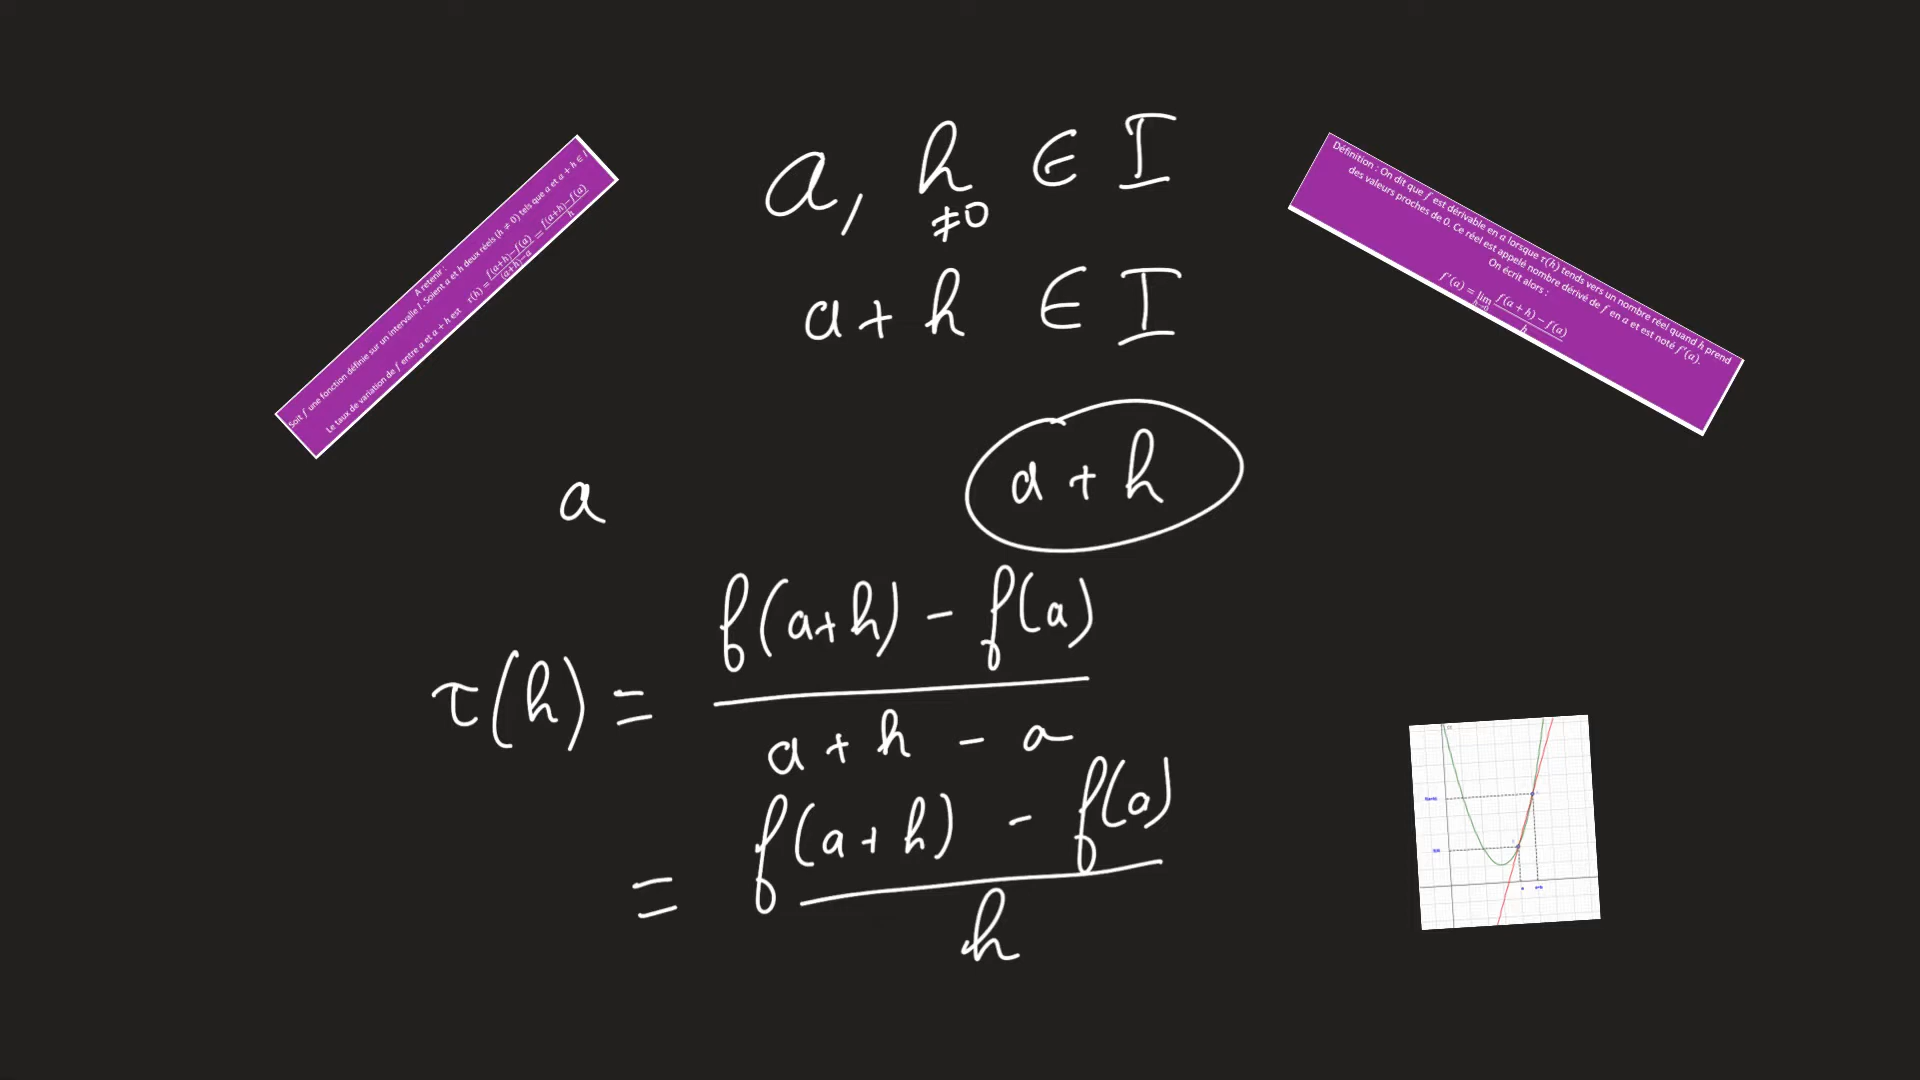 A retenir :
Soit f une fonction définie sur un intervalle I. Soient a et h deux réels (h ≠ 0) tels que a et a + h ∈ I
Le taux de variation de f entre a et a + h est τ(h) = (f(a+h)−f(a))/((a+h)−a) = (f(a+h)−f(a))/h
a, h ∈ I
≠0
a + h ∈ I
Définition : On dit que f est dérivable en a lorsque τ(h) tends vers un nombre réel quand h prend
des valeurs proches de 0. Ce réel est appelé nombre dérivé de f en a et est noté f'(a).
On écrit alors :
f'(a) = lim h→0 (f(a + h) − f(a))/h
a a + h
τ(h) = (f(a+h) − f(a))/(a + h − a)
= (f(a + h) − f(a))/h
a a+h